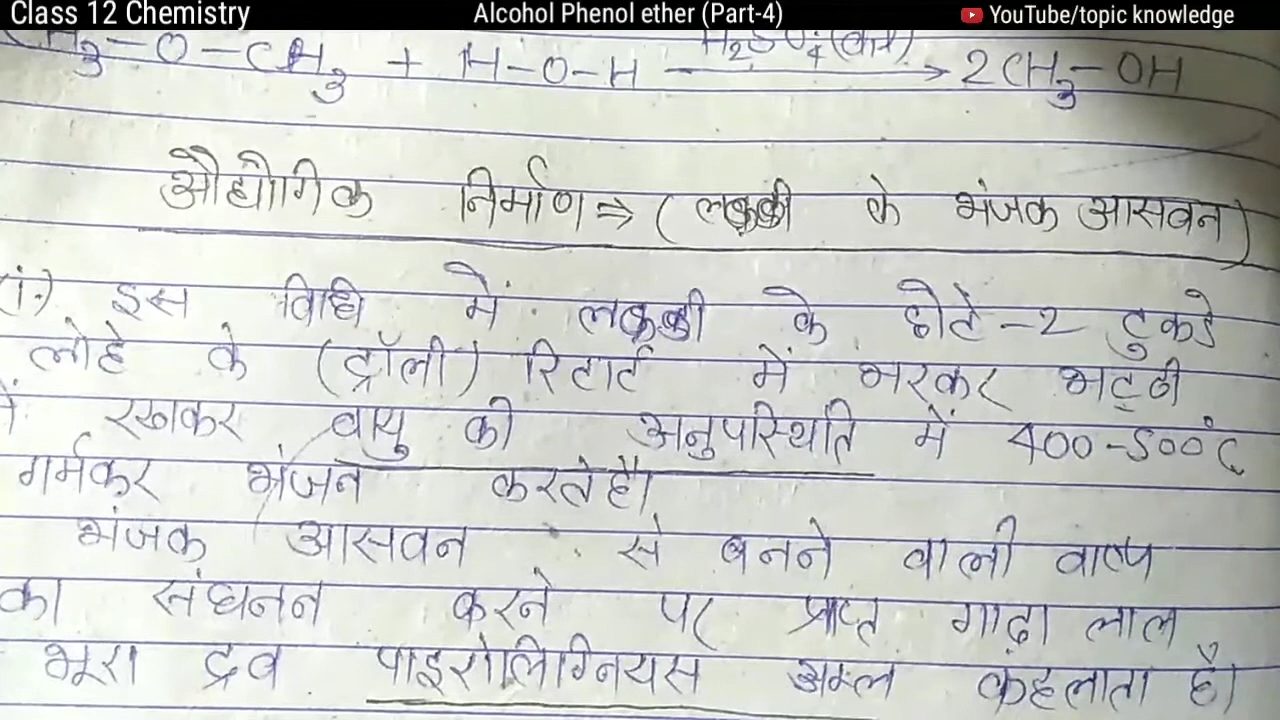 Class 12 Chemistry
Alcohol Phenol ether (Part-4)
YouTube/topic knowledge
CH3-O-CH3 + H-O-H H2SO4(तनु) → 2CH3-OH
औद्यौगिक निर्माण ⇒ (लकड़ी के भंजक आसवन)
(i.) इस विधि में लकड़ी के छोटे-2 टुकडे
लोहे के (ट्रॉली) रिटार्ट में भरकर भट्ठी
में रखकर वायु की अनुपस्थिति में 400-500°C
गर्मकर भंजन करते है।
भंजक आसवन से बनने वाली वाष्प
का संघनन करने पर प्राप्त गाढ़ा लाल
भूरा द्रव पाइरोलिग्नियस अम्ल कहलाता है।